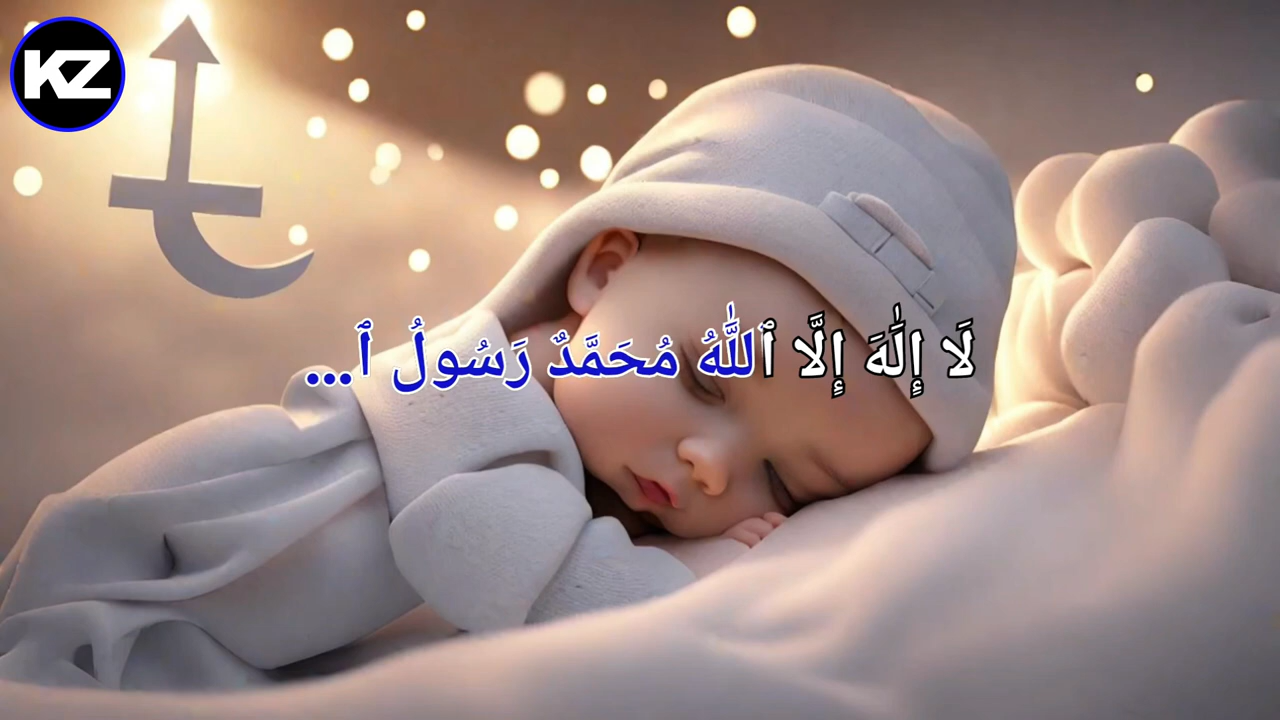 KZ
لَا إِلَٰهَ إِلَّا ٱللَّٰهُ مُحَمَّدٌ رَسُولُ ٱ...